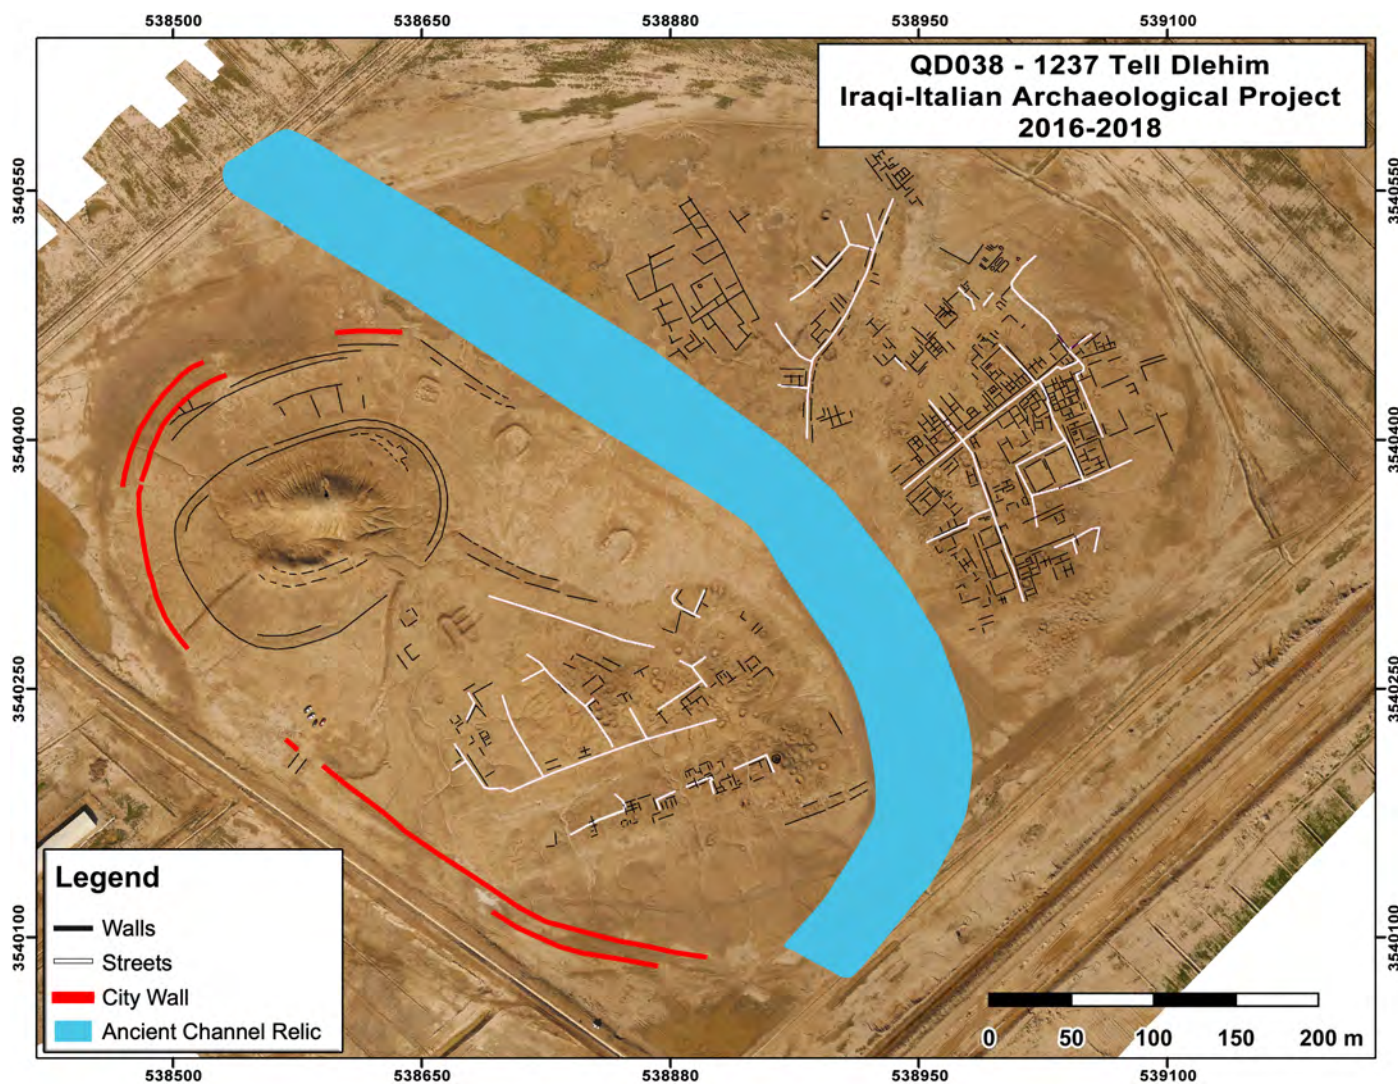 538500 538650 538880 538950 539100
QD038 - 1237 Tell Dlehim
Iraqi-Italian Archaeological Project
2016-2018
3540550 3540550
3540400 3540400
3540250 3540250
3540100 3540100
Legend
Walls
Streets
City Wall
Ancient Channel Relic
0 50 100 150 200 m
538500 538650 538880 538950 539100